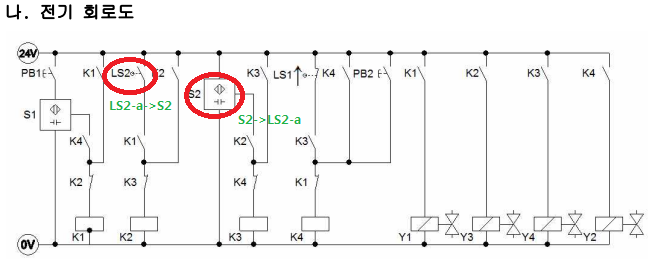 나. 전기 회로도
24V
PB1 K1 LS2 K2 K3 LS1 K4 PB2 K1 K2 K3 K4
S2
LS2-a->S2
S1 S2->LS2-a
K4 K1 K2 K3
K2 K3 K4 K1
K1 K2 K3 K4 Y1 Y3 Y4 Y2
0V